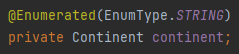 @Enumerated(EnumType.STRING)
private Continent continent;